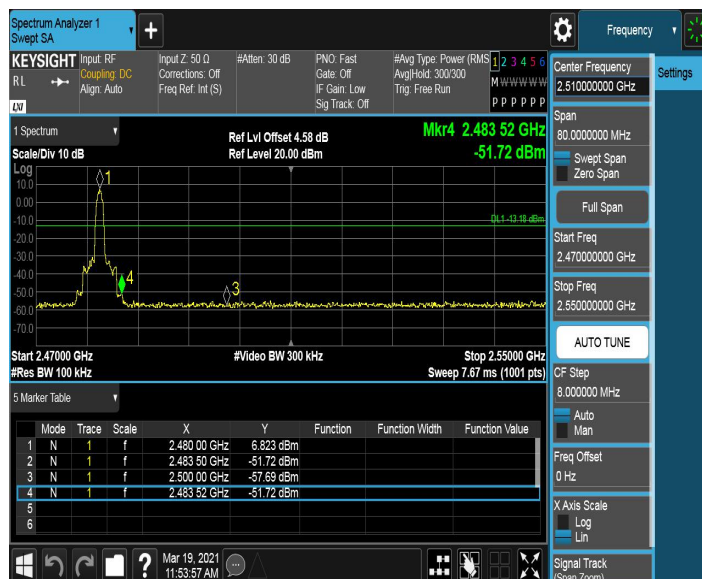 Spectrum Analyzer 1
Swept SA
+
Frequency
KEYSIGHT
RL
LXI
Input: RF
Coupling: DC
Align: Auto
Input Z: 50 Ω
Corrections: Off
Freq Ref: Int (S)
#Atten: 30 dB
PNO: Fast
Gate: Off
IF Gain: Low
Sig Track: Off
#Avg Type: Power (RMS
Avg|Hold: 300/300
Trig: Free Run
1 2 3 4 5 6
M W W W W W
P P P P P P
1 Spectrum
Scale/Div 10 dB
Ref Lvl Offset 4.58 dB
Ref Level 20.00 dBm
Mkr4 2.483 52 GHz
-51.72 dBm
Log
10.0
0.00
-10.0
-20.0
-30.0
-40.0
-50.0
-60.0
-70.0
1
4
3
DL1 -13.18 dBm
Start 2.47000 GHz
#Video BW 300 kHz
Stop 2.55000 GHz
#Res BW 100 kHz
Sweep 7.67 ms (1001 pts)
5 Marker Table
Mode Trace Scale X Y Function Function Width Function Value
1 N 1 f 2.480 00 GHz 6.823 dBm
2 N 1 f 2.483 50 GHz -51.72 dBm
3 N 1 f 2.500 00 GHz -57.69 dBm
4 N 1 f 2.483 52 GHz -51.72 dBm
5
6
?
Mar 19, 2021
11:53:57 AM
Center Frequency
2.510000000 GHz
Settings
Span
80.0000000 MHz
Swept Span
Zero Span
Full Span
Start Freq
2.470000000 GHz
Stop Freq
2.550000000 GHz
AUTO TUNE
CF Step
8.000000 MHz
Auto
Man
Freq Offset
0 Hz
X Axis Scale
Log
Lin
Signal Track
(Span Zoom)